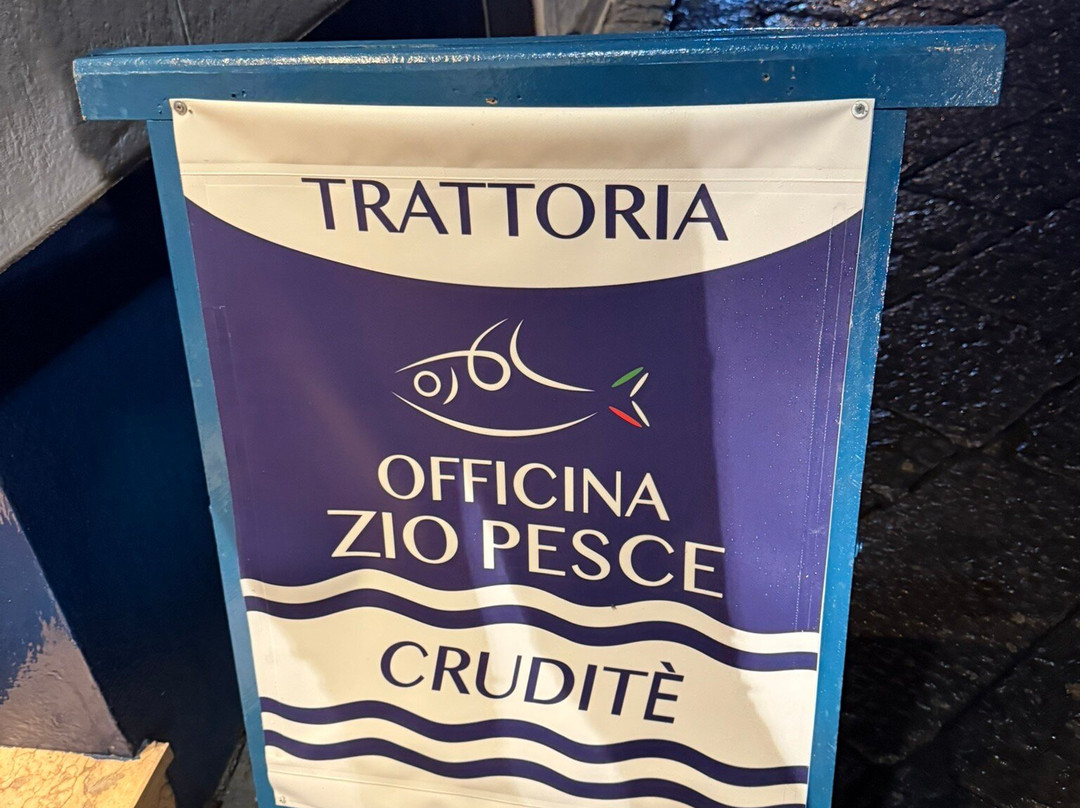 TRATTORIA
OFFICINA
ZIO PESCE
CRUDITÈ